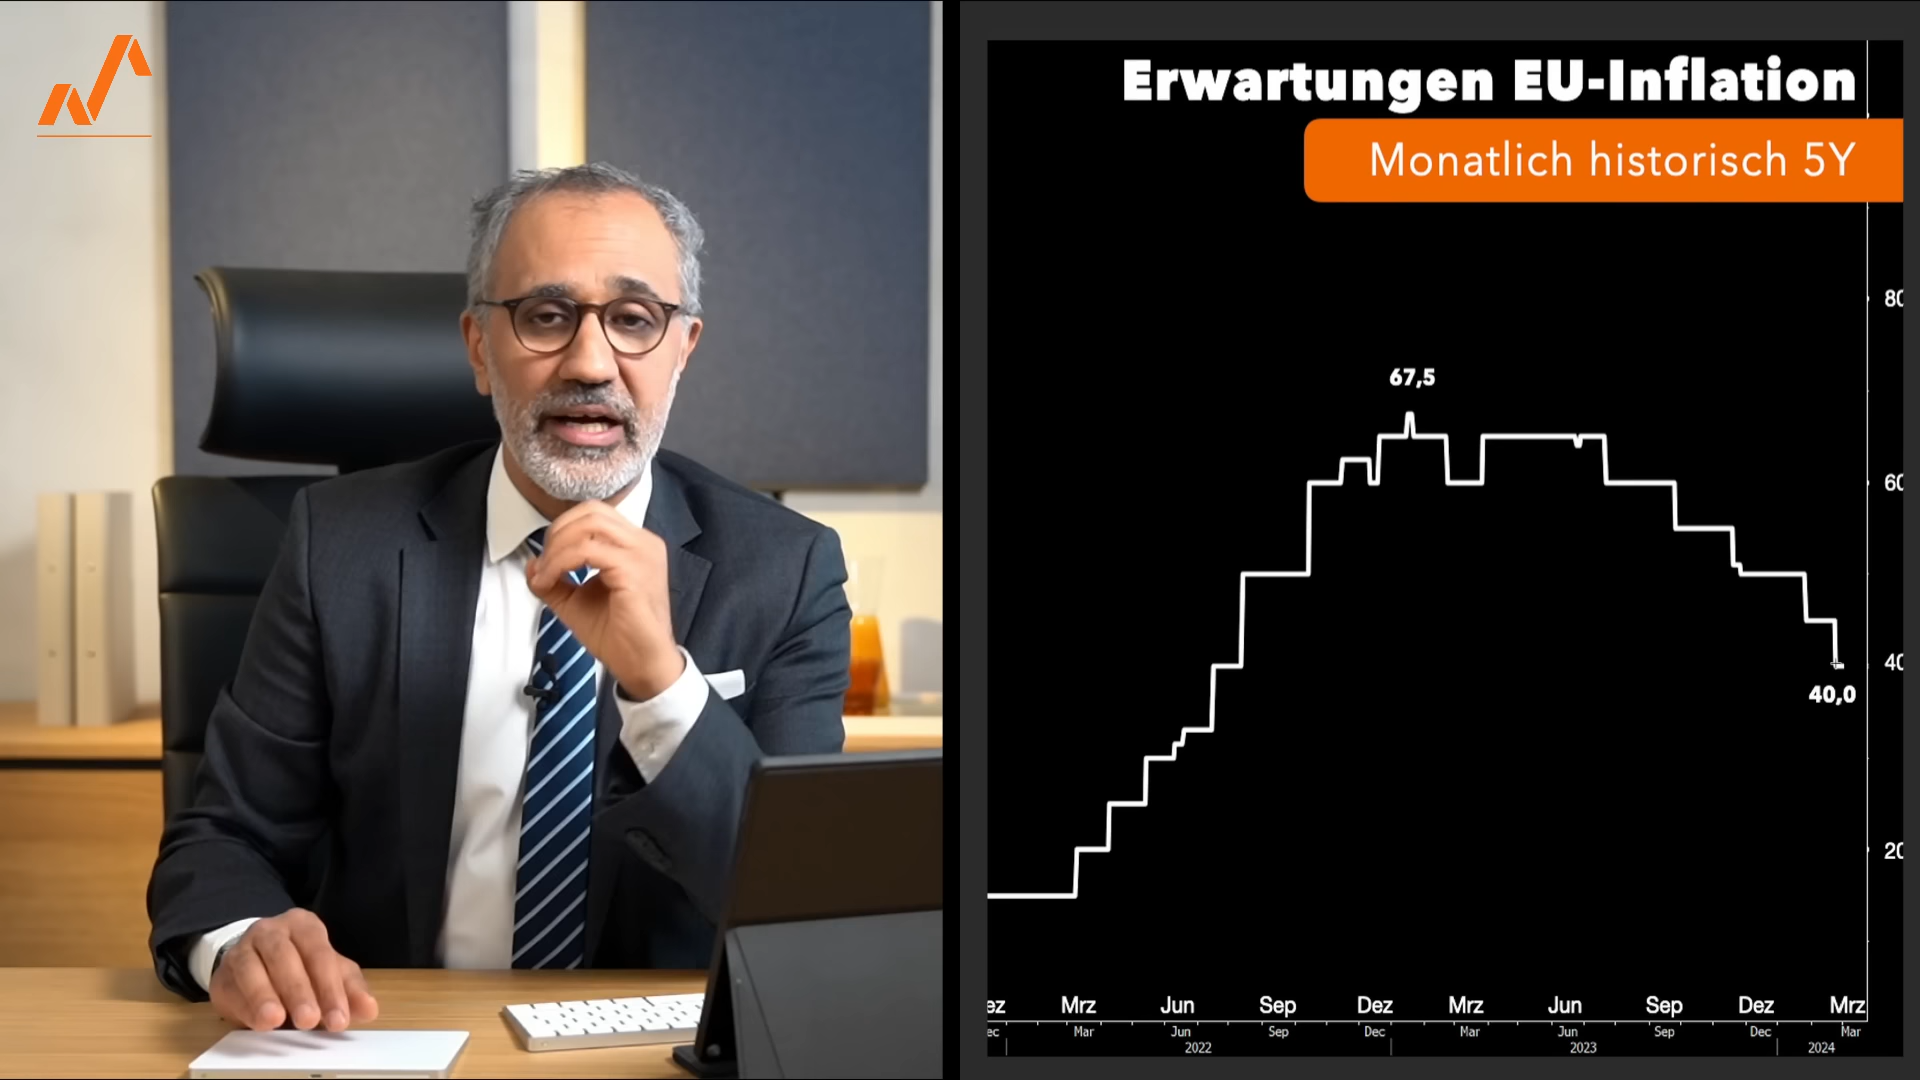 Erwartungen EU-Inflation
Monatlich historisch 5Y
80
67,5
60
40
40,0
20
ez Mrz Jun Sep Dez Mrz Jun Sep Dez Mrz
ec Mar Jun Sep Dec Mar Jun Sep Dec Mar
2022 2023 2024